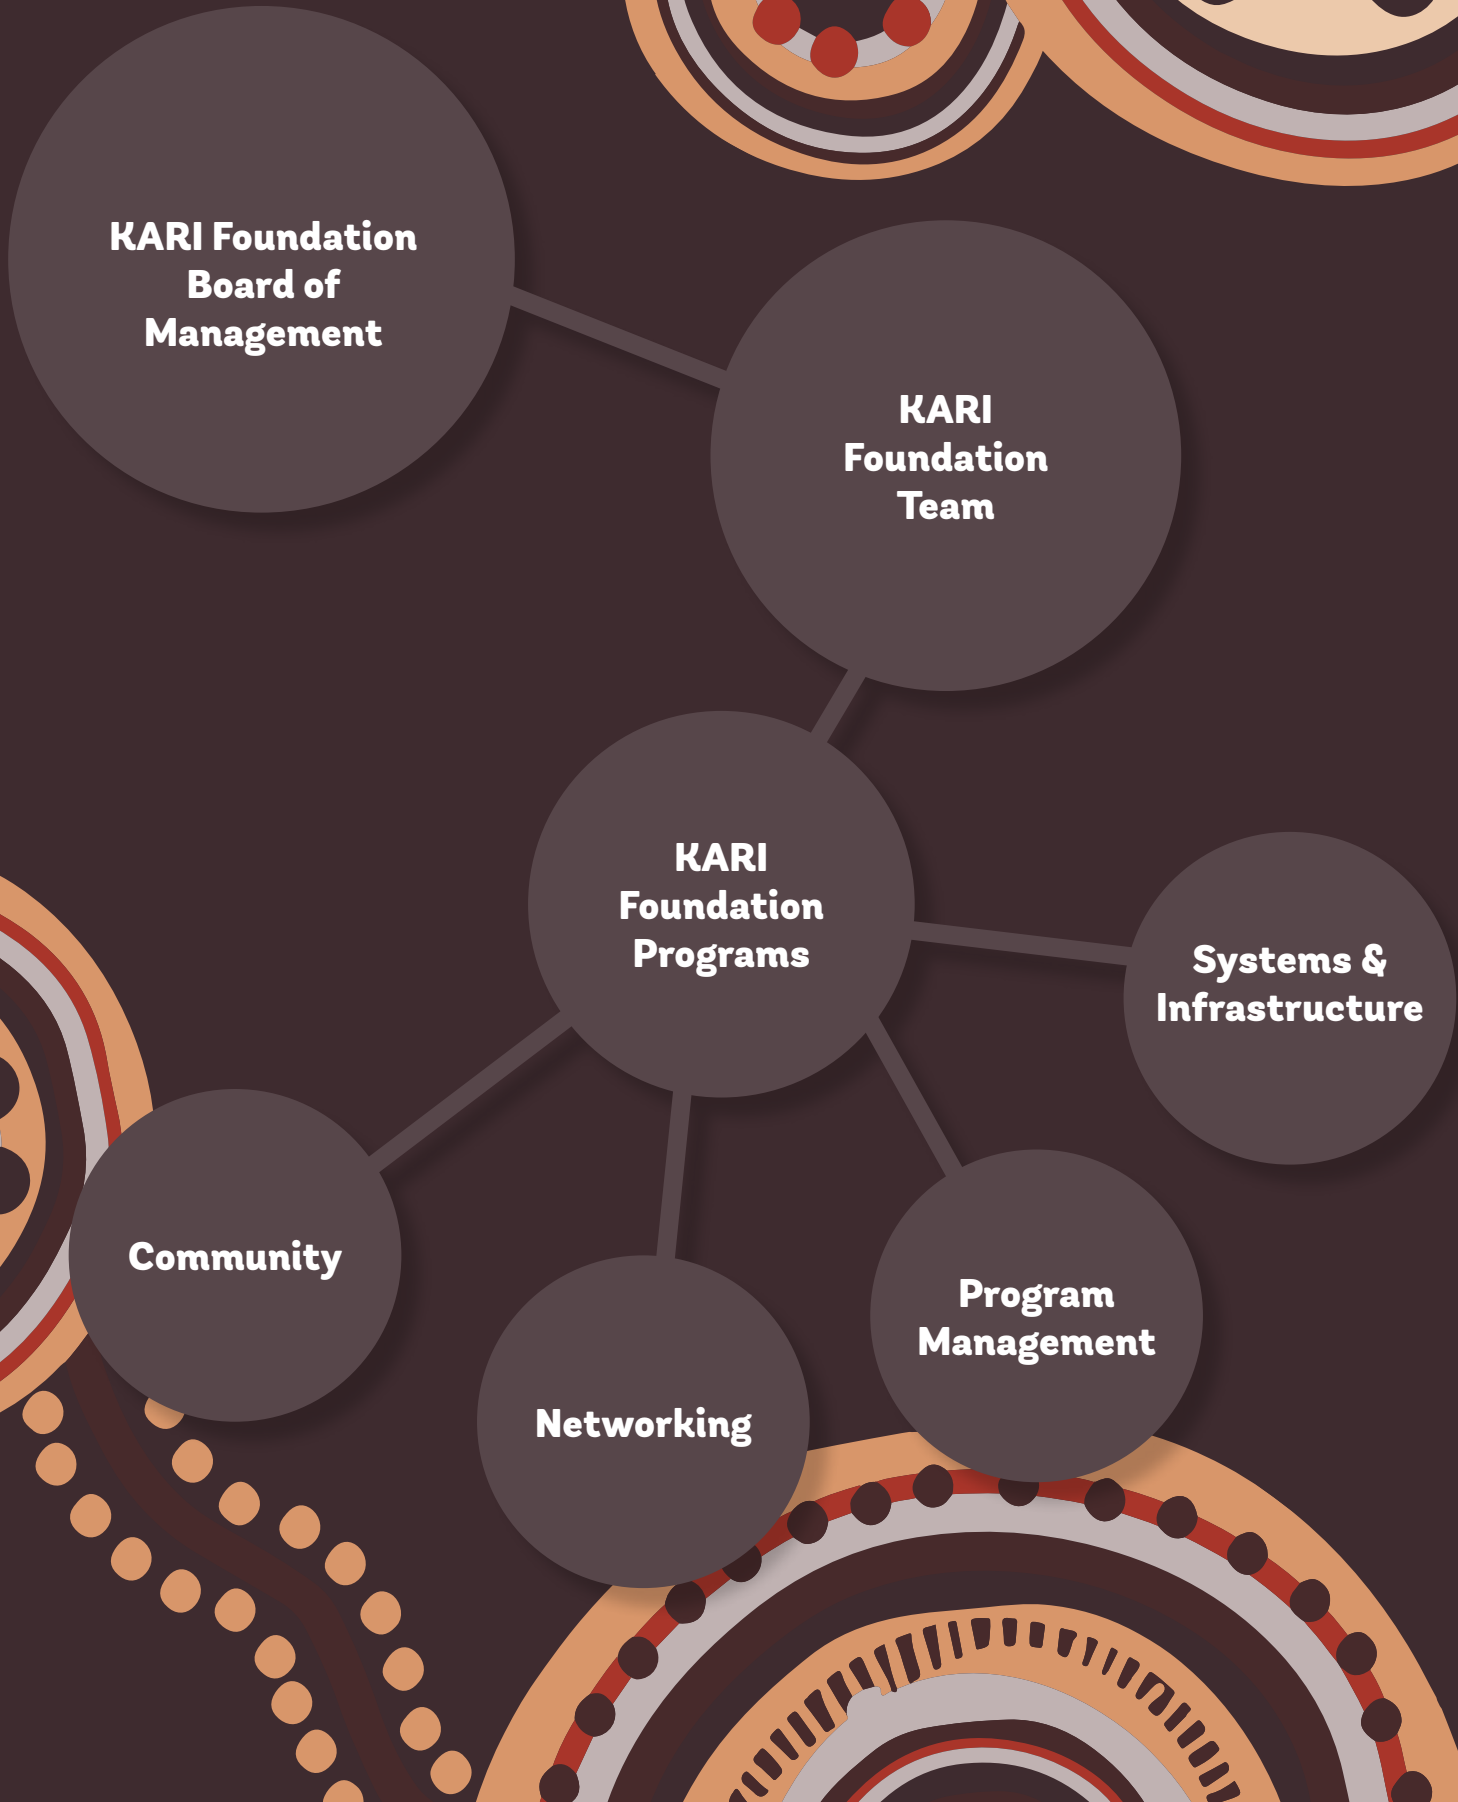 KARI Foundation
Board of
Management
KARI
Foundation
Team
KARI
Foundation
Programs
Systems &
Infrastructure
Community
Program
Management
Networking